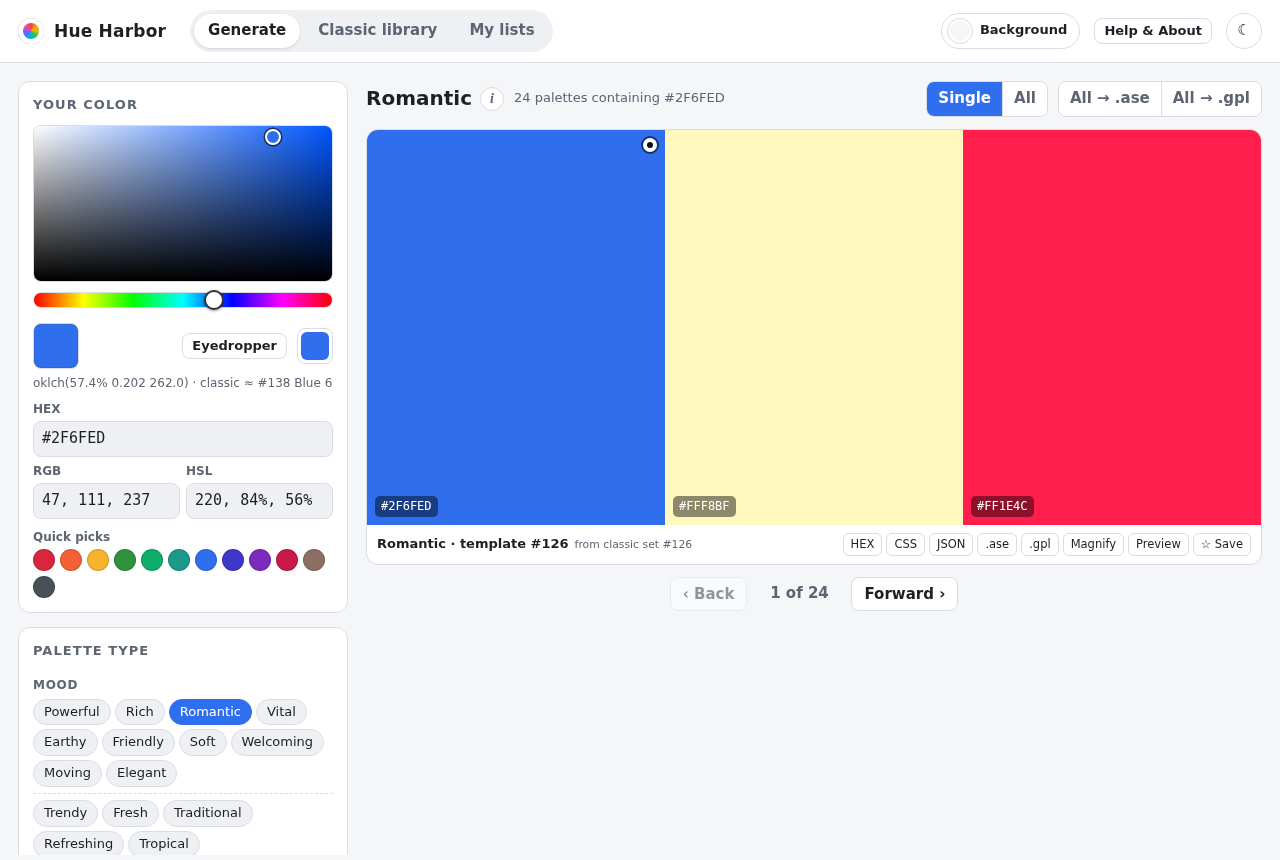 Hue Harbor
Generate
Classic library
My lists
Background
Help & About
☾
YOUR COLOR
Eyedropper
oklch(57.4% 0.202 262.0) · classic ≈ #138 Blue 6
HEX
#2F6FED
RGB
HSL
47, 111, 237
220, 84%, 56%
Quick picks
PALETTE TYPE
MOOD
Powerful
Rich
Romantic
Vital
Earthy
Friendly
Soft
Welcoming
Moving
Elegant
Trendy
Fresh
Traditional
Refreshing
Tropical
Romantic
i
24 palettes containing #2F6FED
Single
All
All → .ase
All → .gpl
#2F6FED
#FFF8BF
#FF1E4C
Romantic · template #126 from classic set #126
HEX
CSS
JSON
.ase
.gpl
Magnify
Preview
☆ Save
‹ Back
1 of 24
Forward ›